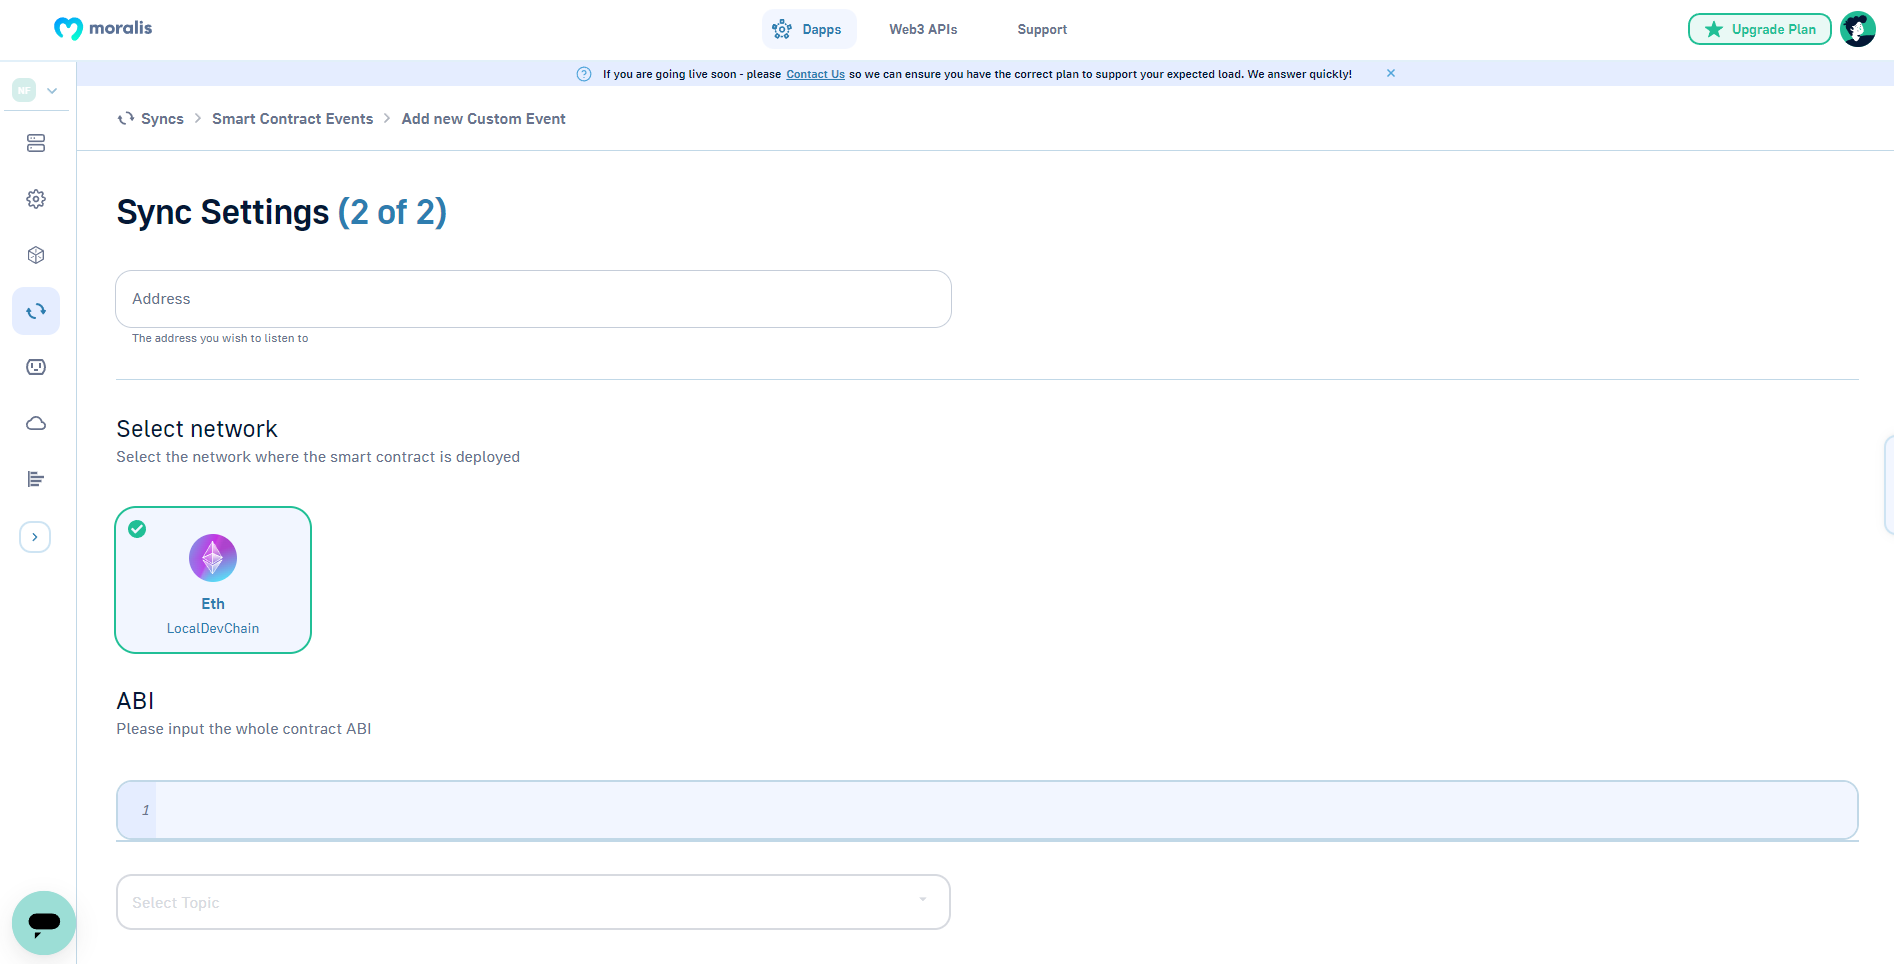 moralis
Dapps
Web3 APIs
Support
Upgrade Plan
NF
If you are going live soon - please Contact Us so we can ensure you have the correct plan to support your expected load. We answer quickly!
Syncs > Smart Contract Events > Add new Custom Event
Sync Settings (2 of 2)
Address
The address you wish to listen to
Select network
Select the network where the smart contract is deployed
Eth
LocalDevChain
ABI
Please input the whole contract ABI
1
Select Topic